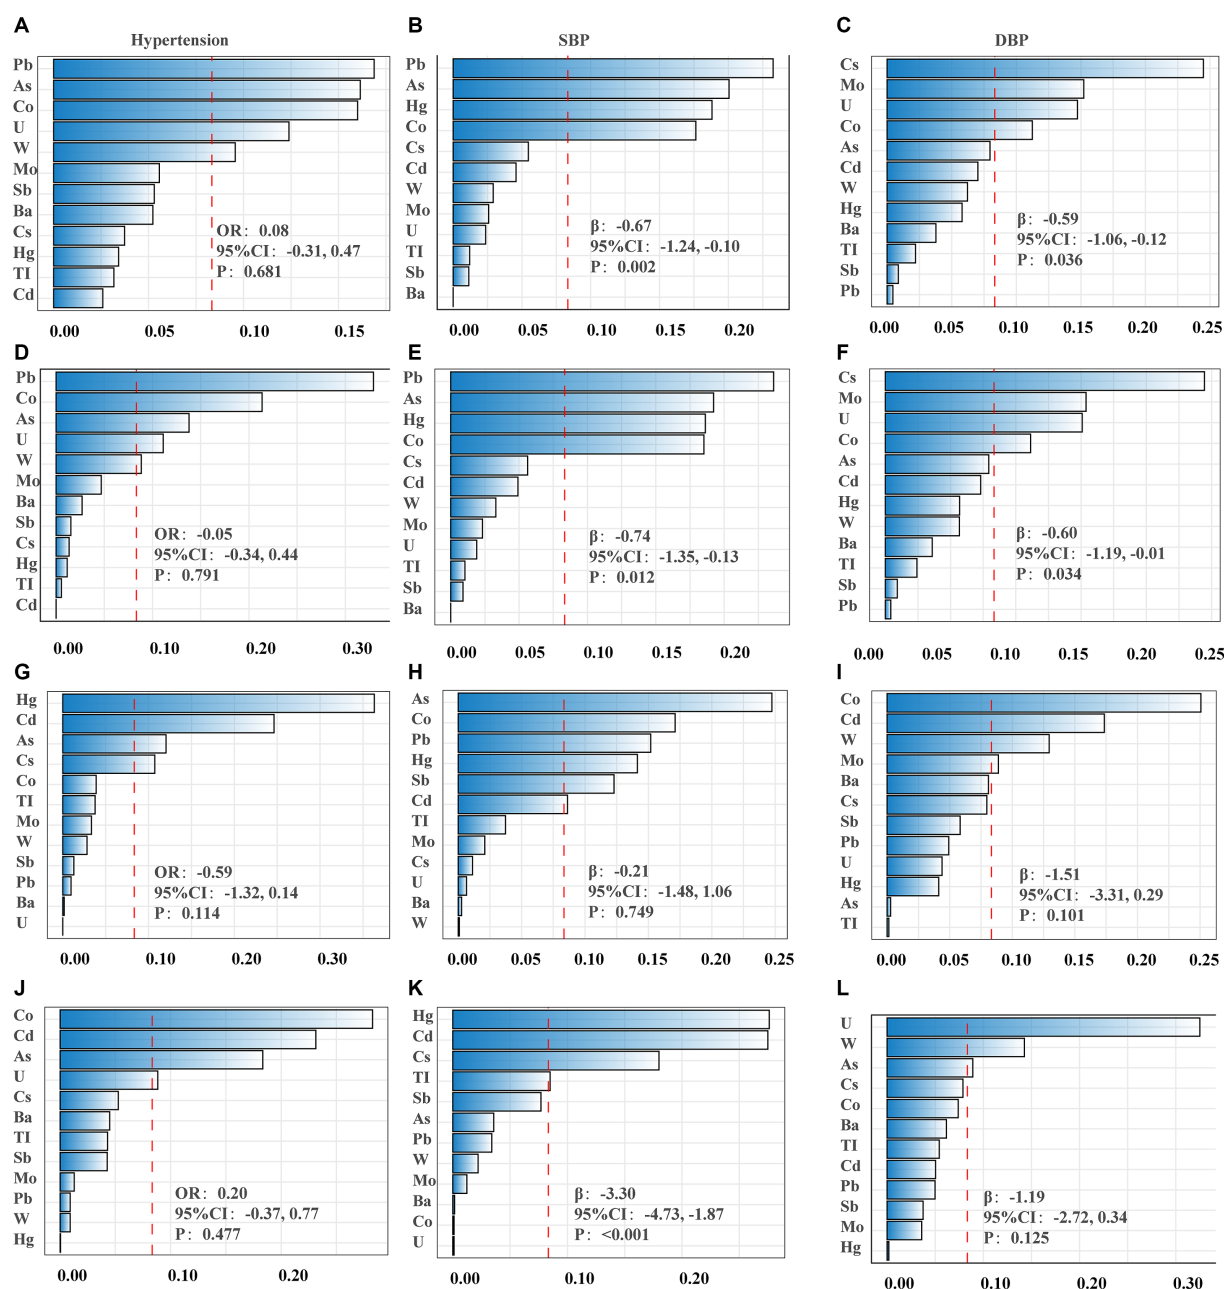 A
Hypertension
Pb
As
Co
U
W
Mo
Sb
Ba
Cs
Hg
TI
Cd
OR: 0.08
95%CI: -0.31, 0.47
P: 0.681
0.00 0.05 0.10 0.15
B
SBP
Pb
As
Hg
Co
Cs
Cd
W
Mo
U
TI
Sb
Ba
β: -0.67
95%CI: -1.24, -0.10
P: 0.002
0.00 0.05 0.10 0.15 0.20
C
DBP
Cs
Mo
U
Co
As
Cd
W
Hg
Ba
TI
Sb
Pb
β: -0.59
95%CI: -1.06, -0.12
P: 0.036
0.00 0.05 0.10 0.15 0.20 0.25
D
Pb
Co
As
U
W
Mo
Ba
Sb
Cs
Hg
TI
Cd
OR: -0.05
95%CI: -0.34, 0.44
P: 0.791
0.00 0.10 0.20 0.30
E
Pb
As
Hg
Co
Cs
Cd
W
Mo
U
TI
Sb
Ba
β: -0.74
95%CI: -1.35, -0.13
P: 0.012
0.00 0.05 0.10 0.15 0.20
F
Cs
Mo
U
Co
As
Cd
Hg
W
Ba
TI
Sb
Pb
β: -0.60
95%CI: -1.19, -0.01
P: 0.034
0.00 0.05 0.10 0.15 0.20 0.25
G
Hg
Cd
As
Cs
Co
TI
Mo
W
Sb
Pb
Ba
U
OR: -0.59
95%CI: -1.32, 0.14
P: 0.114
0.00 0.10 0.20 0.30
H
As
Co
Pb
Hg
Sb
Cd
TI
Mo
Cs
U
Ba
W
β: -0.21
95%CI: -1.48, 1.06
P: 0.749
0.00 0.05 0.10 0.15 0.20 0.25
I
Co
Cd
W
Mo
Ba
Cs
Sb
Pb
U
Hg
As
TI
β: -1.51
95%CI: -3.31, 0.29
P: 0.101
0.00 0.05 0.10 0.15 0.20 0.25
J
Co
Cd
As
U
Cs
Ba
TI
Sb
Mo
Pb
W
Hg
OR: 0.20
95%CI: -0.37, 0.77
P: 0.477
0.00 0.10 0.20
K
Hg
Cd
Cs
TI
Sb
As
Pb
W
Mo
Ba
Co
U
β: -3.30
95%CI: -4.73, -1.87
P: <0.001
0.00 0.10 0.20
L
U
W
As
Cs
Co
Ba
TI
Cd
Pb
Sb
Mo
Hg
β: -1.19
95%CI: -2.72, 0.34
P: 0.125
0.00 0.10 0.20 0.30